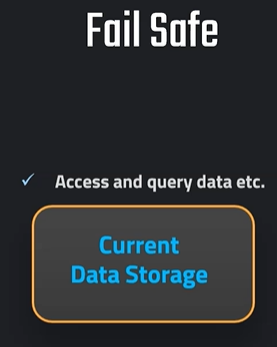 Fail Safe
✓ Access and query data etc.
Current
Data Storage